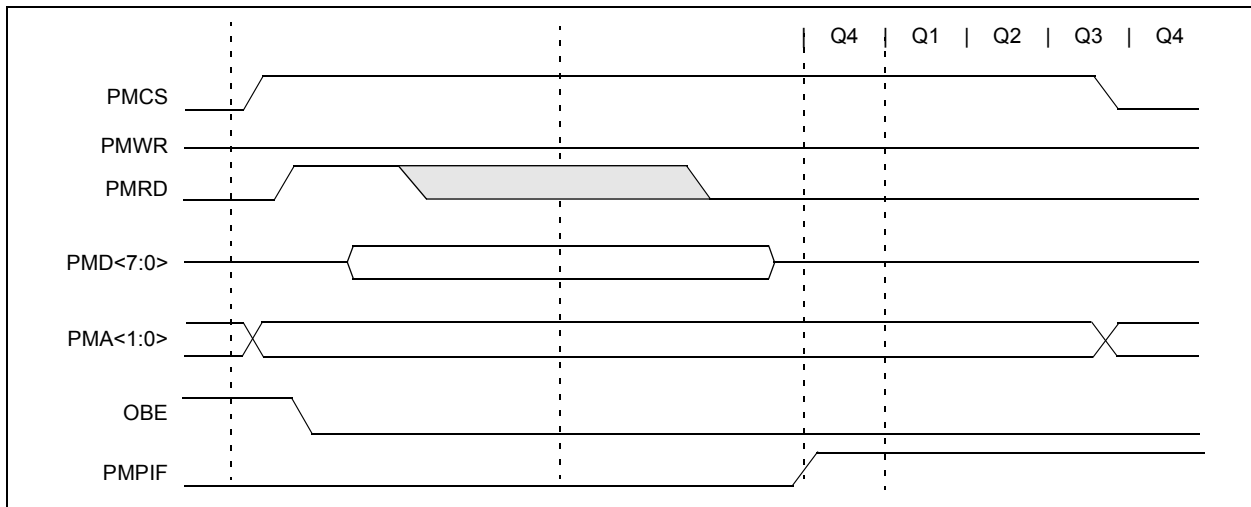 | Q4 | Q1 | Q2 | Q3 | Q4
PMCS
PMWR
PMRD
PMD<7:0>
PMA<1:0>
OBE
PMPIF